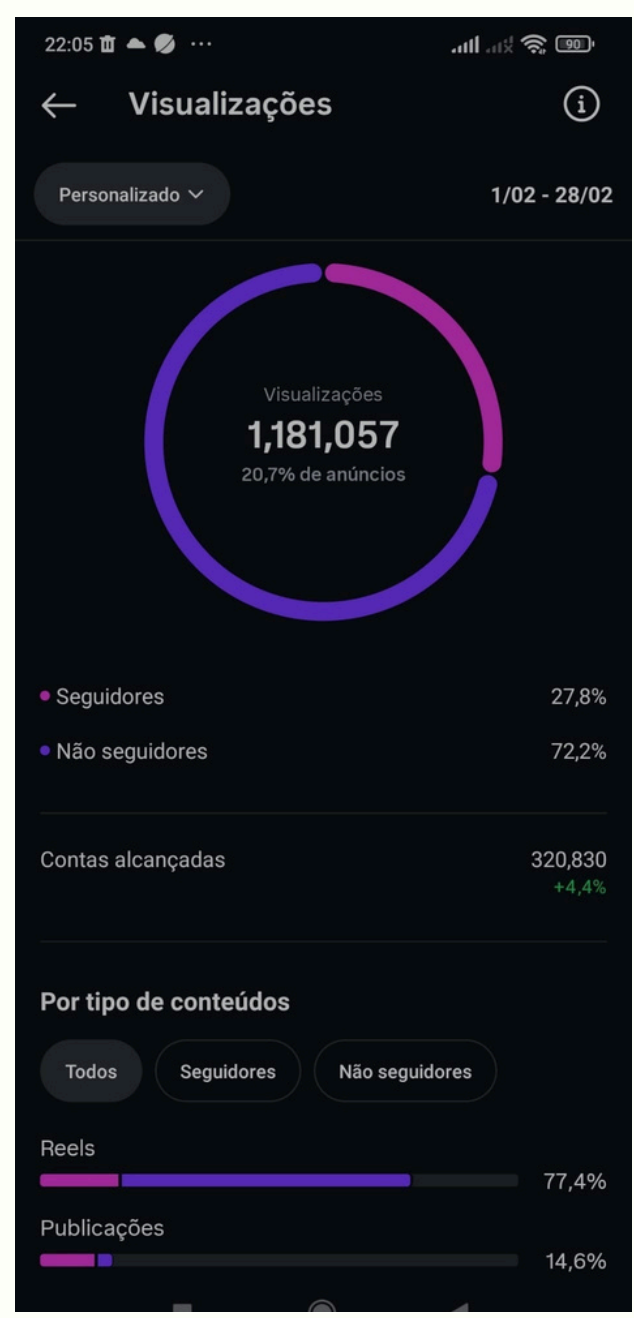 22:05 ...
90
Visualizações
Personalizado
1/02 - 28/02
Visualizações
1,181,057
20,7% de anúncios
Seguidores 27,8%
Não seguidores 72,2%
Contas alcançadas 320,830
+4,4%
Por tipo de conteúdos
Todos Seguidores Não seguidores
Reels
77,4%
Publicações
14,6%